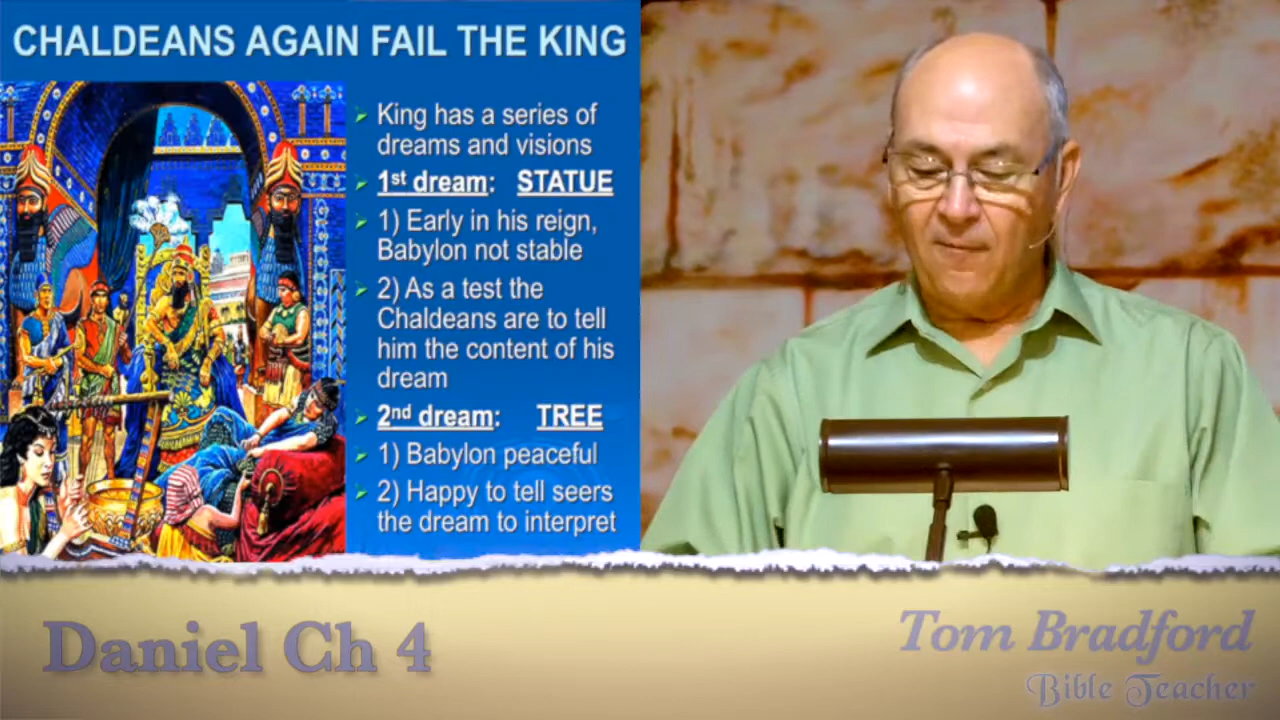 CHALDEANS AGAIN FAIL THE KING
King has a series of
dreams and visions
1st dream: STATUE
1) Early in his reign,
Babylon not stable
2) As a test the
Chaldeans are to tell
him the content of his
dream
2nd dream: TREE
1) Babylon peaceful
2) Happy to tell seers
the dream to interpret
Daniel Ch 4
Tom Bradford
Bible Teacher